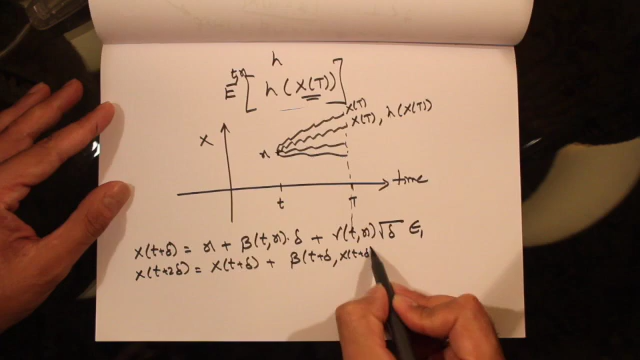 h
E^{t,x}[ h(X(T)) ]
X(T)
X(T), h(X(T))
X
x
time
t
T
X(t+δ) = x + β(t,x)·δ + γ(t,x)√δ ϵ₁
X(t+2δ) = X(t+δ) + β(t+δ, X(t+δ